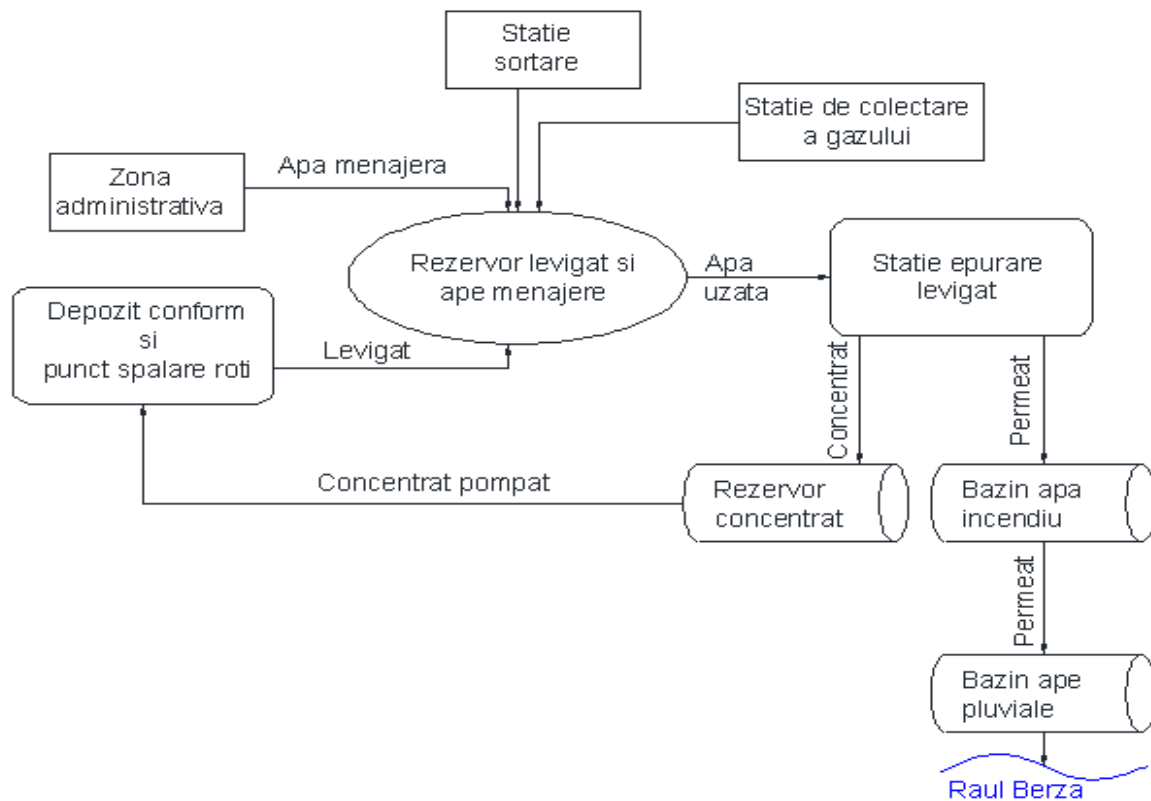 Statie
sortare
Statie de colectare
a gazului
Zona
administrativa
Apa menajera
Rezervor levigat si
ape menajere
Apa
uzata
Statie epurare
levigat
Depozit conform
si
punct spalare roti
Levigat
Concentrat
Permeat
Concentrat pompat
Rezervor
concentrat
Bazin apa
incendiu
Permeat
Bazin ape
pluviale
Raul Berza